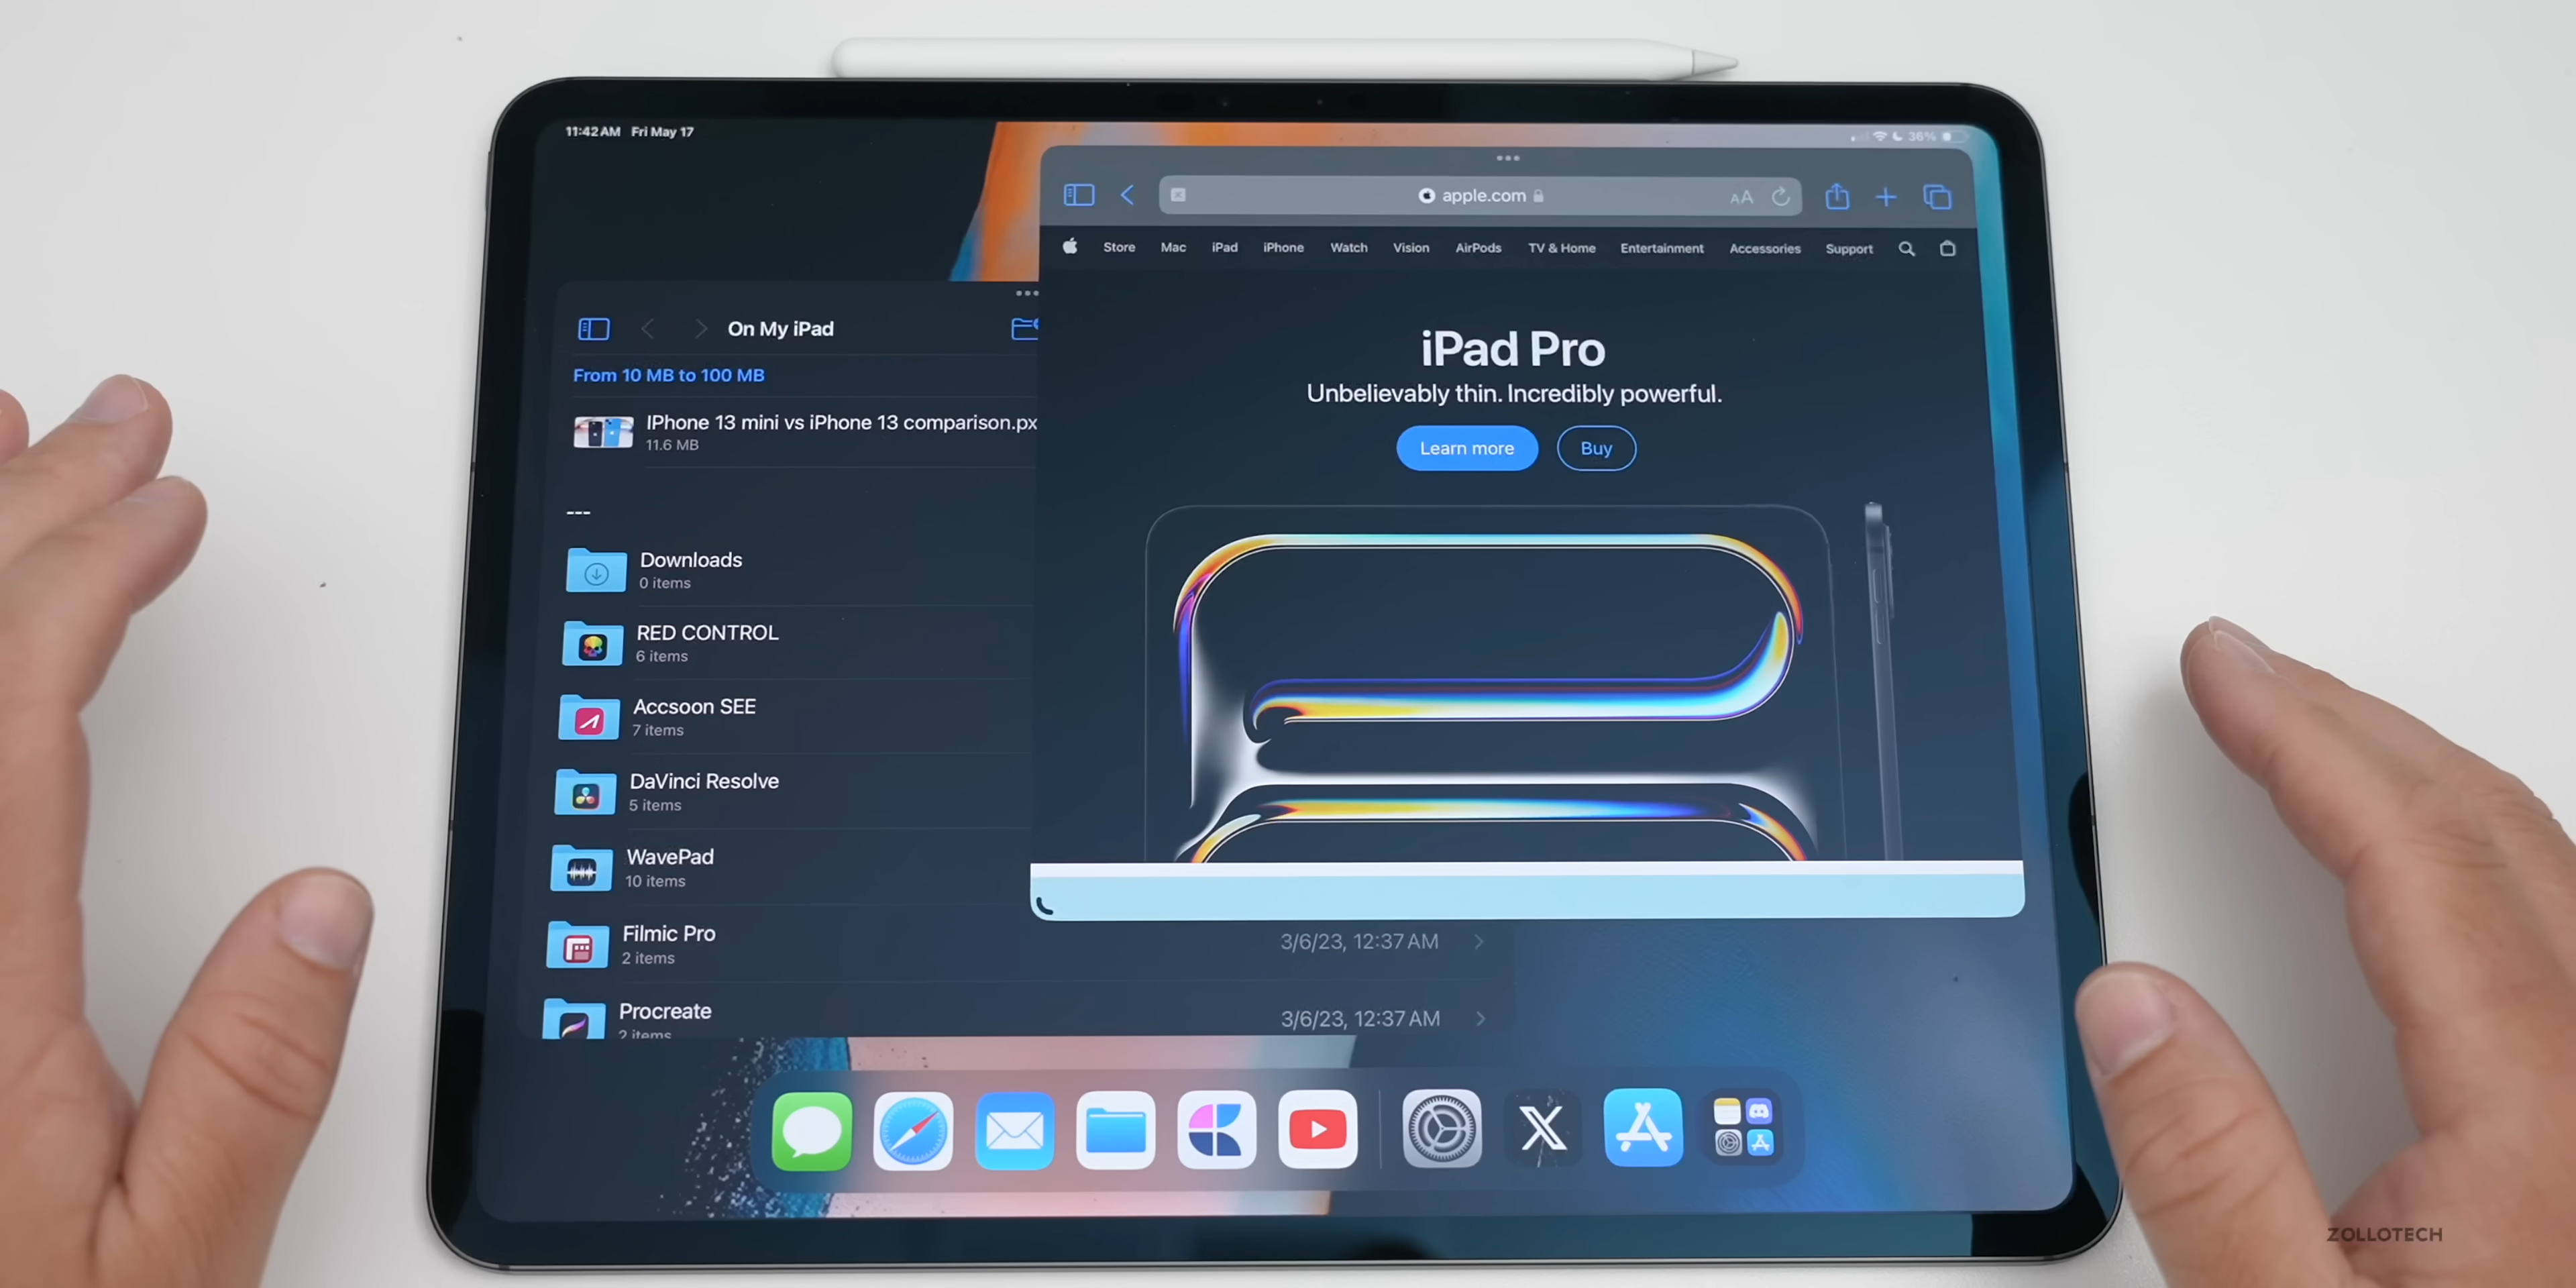 11:42 AM Fri May 17
36%
apple.com
AA
Store Mac iPad iPhone Watch Vision AirPods TV & Home Entertainment Accessories Support
On My iPad
iPad Pro
Unbelievably thin. Incredibly powerful.
Learn more Buy
From 10 MB to 100 MB
IPhone 13 mini vs iPhone 13 comparison.px
11.6 MB
---
Downloads
0 items
RED CONTROL
6 items
Accsoon SEE
7 items
DaVinci Resolve
5 items
WavePad
10 items
Filmic Pro
2 items
3/6/23, 12:37 AM
Procreate
2 items
3/6/23, 12:37 AM
ZOLLOTECH